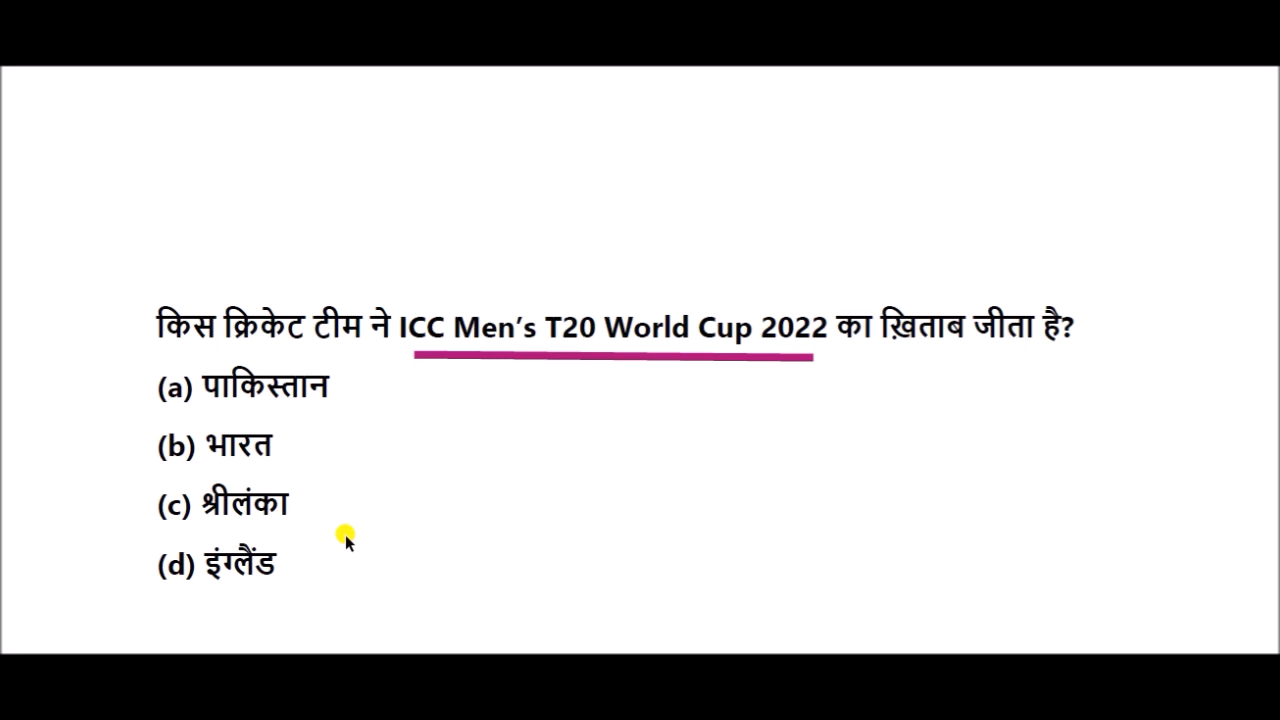 किस क्रिकेट टीम ने ICC Men’s T20 World Cup 2022 का ख़िताब जीता है?
(a) पाकिस्तान
(b) भारत
(c) श्रीलंका
(d) इंग्लैंड